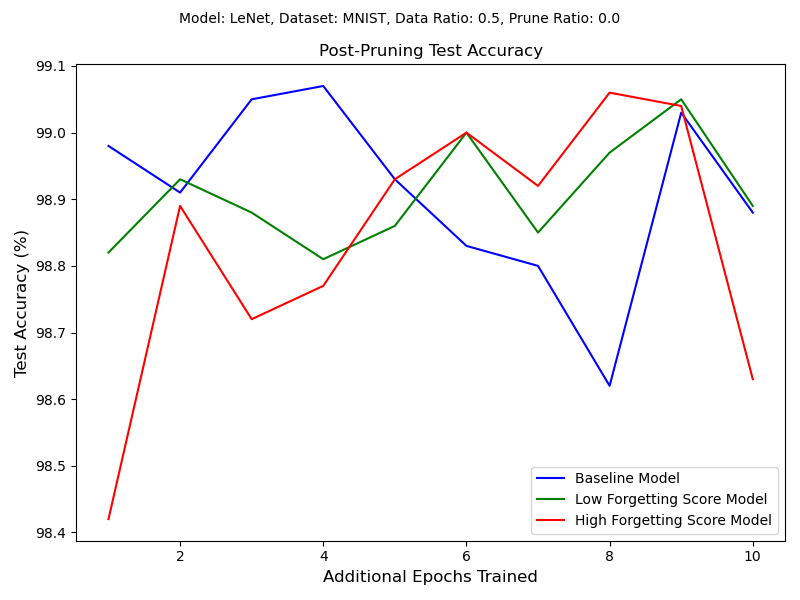 Model: LeNet, Dataset: MNIST, Data Ratio: 0.5, Prune Ratio: 0.0
Post-Pruning Test Accuracy
99.1
99.0
98.9
98.8
98.7
98.6
98.5
98.4
Test Accuracy (%)
Baseline Model
Low Forgetting Score Model
High Forgetting Score Model
2 4 6 8 10
Additional Epochs Trained